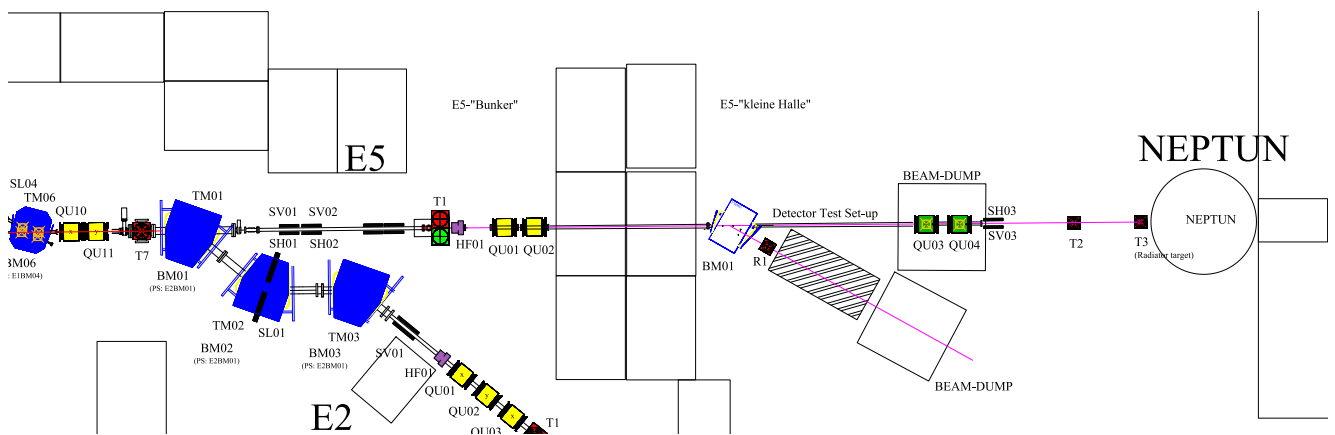 E5-"Bunker"
E5-"kleine Halle"
NEPTUN
E5
SL04
TM06
QU10
TM01
SV01
SV02
T1
BEAM-DUMP
Detector Test Set-up
SH03
NEPTUN
QU11
T7
SH01
SH02
HF01
QU01
QU02
QU03
QU04
SV03
T2
T3
(Radiator target)
BM06
: E1BM04)
BM01
(PS: E2BM01)
BM01
R1
TM02
SL01
TM03
BM02
(PS: E2BM01)
BM03
(PS: E2BM01)
SV01
HF01
QU01
x
y
x
y
x
BEAM-DUMP
E2
QU02
QU03
T1